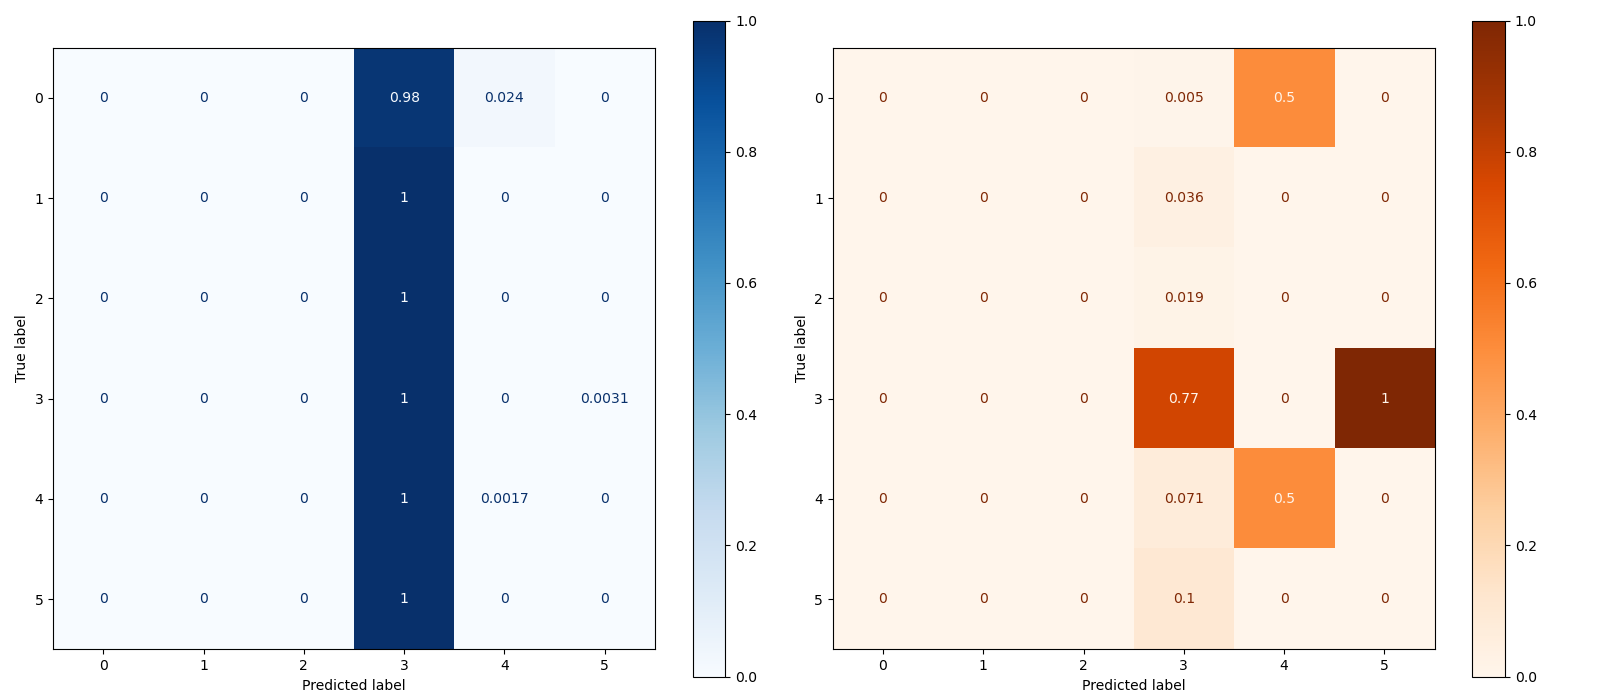 0 0 0 0 0.98 0.024 0
1 0 0 0 1 0 0
2 0 0 0 1 0 0
3 0 0 0 1 0 0.0031
4 0 0 0 1 0.0017 0
5 0 0 0 1 0 0
0 1 2 3 4 5
Predicted label
True label
1.0
0.8
0.6
0.4
0.2
0.0
0 0 0 0 0.005 0.5 0
1 0 0 0 0.036 0 0
2 0 0 0 0.019 0 0
3 0 0 0 0.77 0 1
4 0 0 0 0.071 0.5 0
5 0 0 0 0.1 0 0
0 1 2 3 4 5
Predicted label
True label
1.0
0.8
0.6
0.4
0.2
0.0